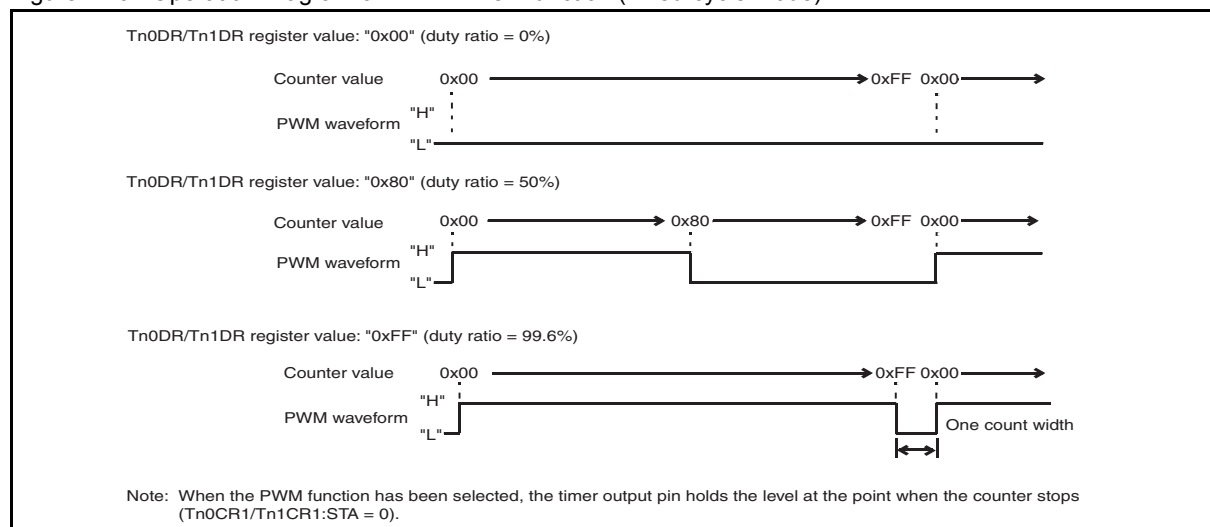 Tn0DR/Tn1DR register value: "0x00" (duty ratio = 0%)
Counter value 0x00 0xFF 0x00
"H"
PWM waveform
"L"
Tn0DR/Tn1DR register value: "0x80" (duty ratio = 50%)
Counter value 0x00 0x80 0xFF 0x00
"H"
PWM waveform
"L"
Tn0DR/Tn1DR register value: "0xFF" (duty ratio = 99.6%)
Counter value 0x00 0xFF 0x00
"H"
PWM waveform
"L"
One count width
Note: When the PWM function has been selected, the timer output pin holds the level at the point when the counter stops
(Tn0CR1/Tn1CR1:STA = 0).